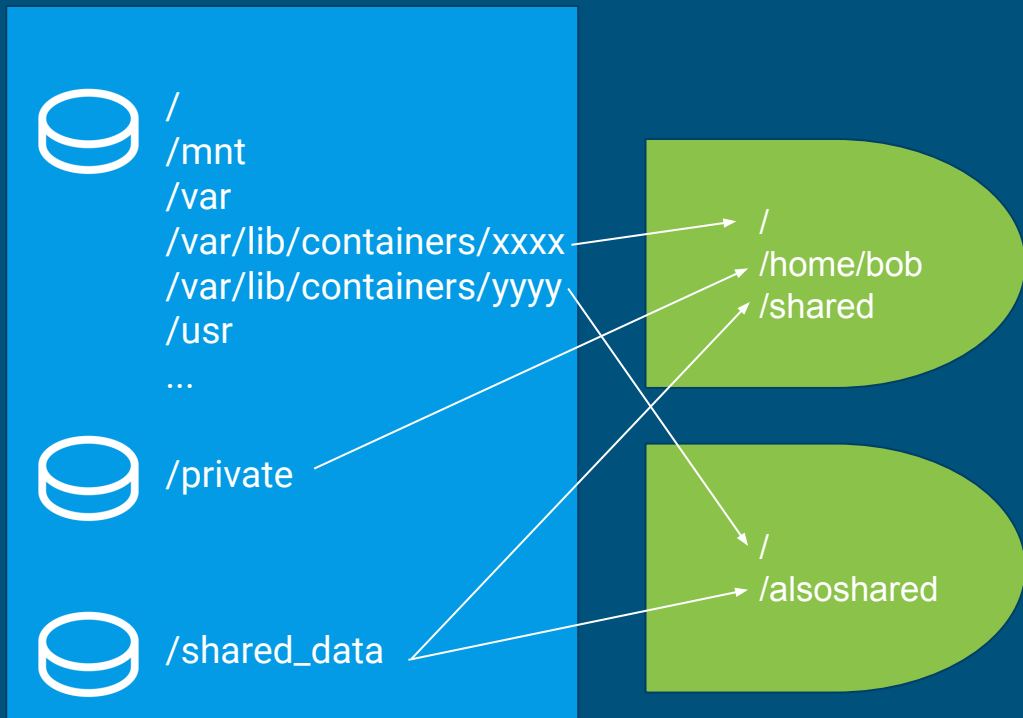 /
/mnt
/var
/var/lib/containers/xxxx
/var/lib/containers/yyyy
/usr
...
/private
/shared_data
/
/home/bob
/shared
/
/alsoshared